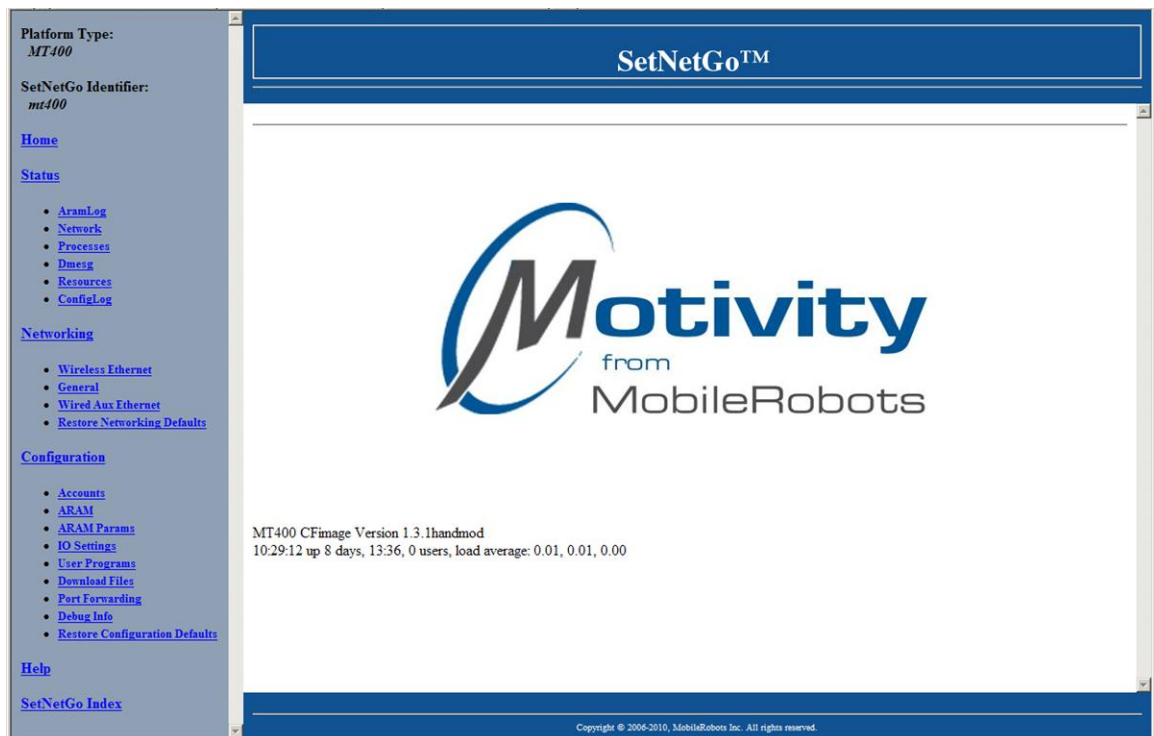 Platform Type:
MT400
SetNetGo Identifier:
mt400
Home
Status
AramLog
Network
Processes
Dmesg
Resources
ConfigLog
Networking
Wireless Ethernet
General
Wired Aux Ethernet
Restore Networking Defaults
Configuration
Accounts
ARAM
ARAM Params
IO Settings
User Programs
Download Files
Port Forwarding
Debug Info
Restore Configuration Defaults
Help
SetNetGo Index
SetNetGo™
Motivity
from
MobileRobots
MT400 CFimage Version 1.3.1handmod
10:29:12 up 8 days, 13:36, 0 users, load average: 0.01, 0.01, 0.00
Copyright © 2006-2010, MobileRobots Inc. All rights reserved.